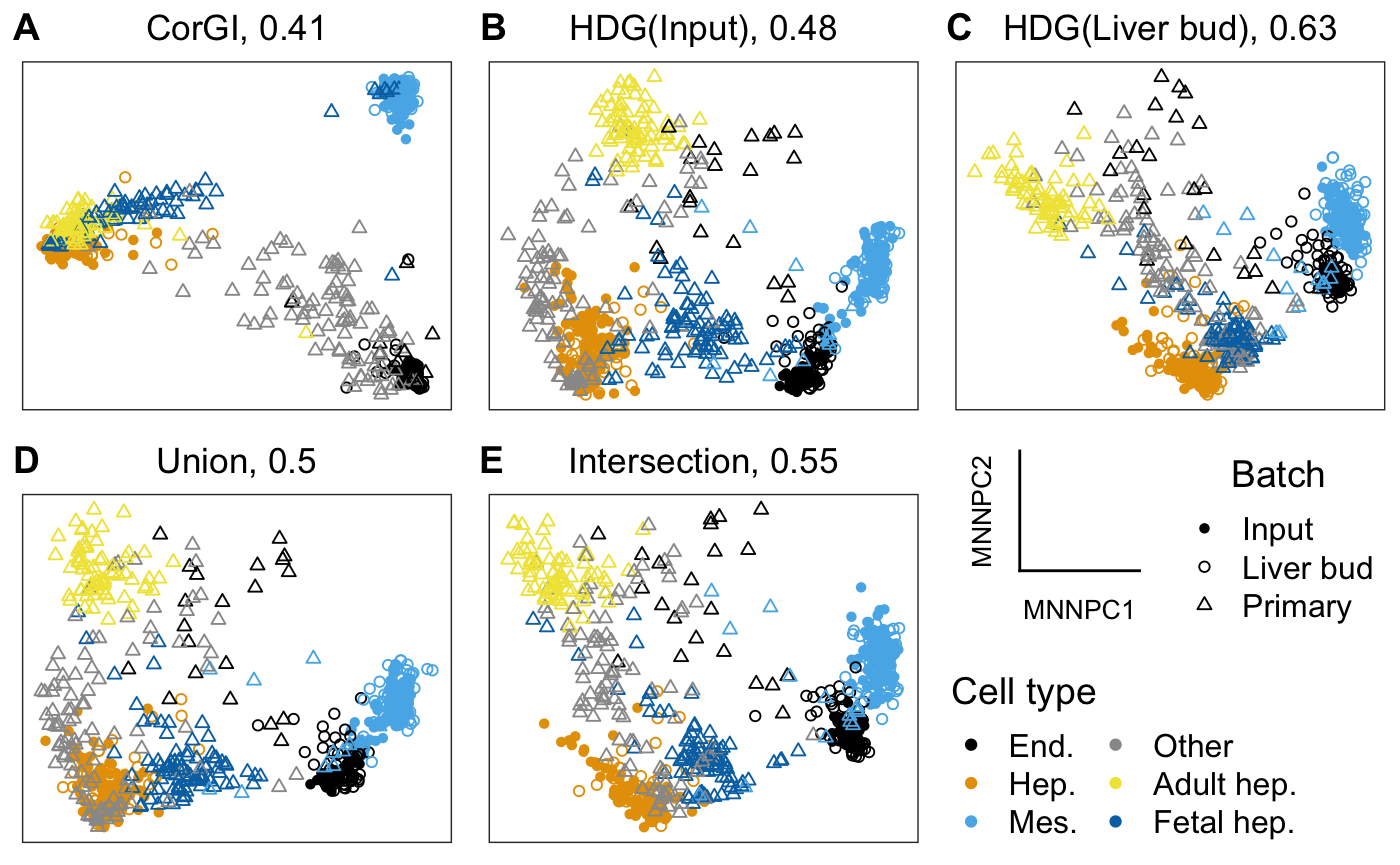 A CorGI, 0.41
B HDG(Input), 0.48
C HDG(Liver bud), 0.63
D Union, 0.5
E Intersection, 0.55
MNNPC2
MNNPC1
Batch
Input
Liver bud
Primary
Cell type
End. Other
Hep. Adult hep.
Mes. Fetal hep.